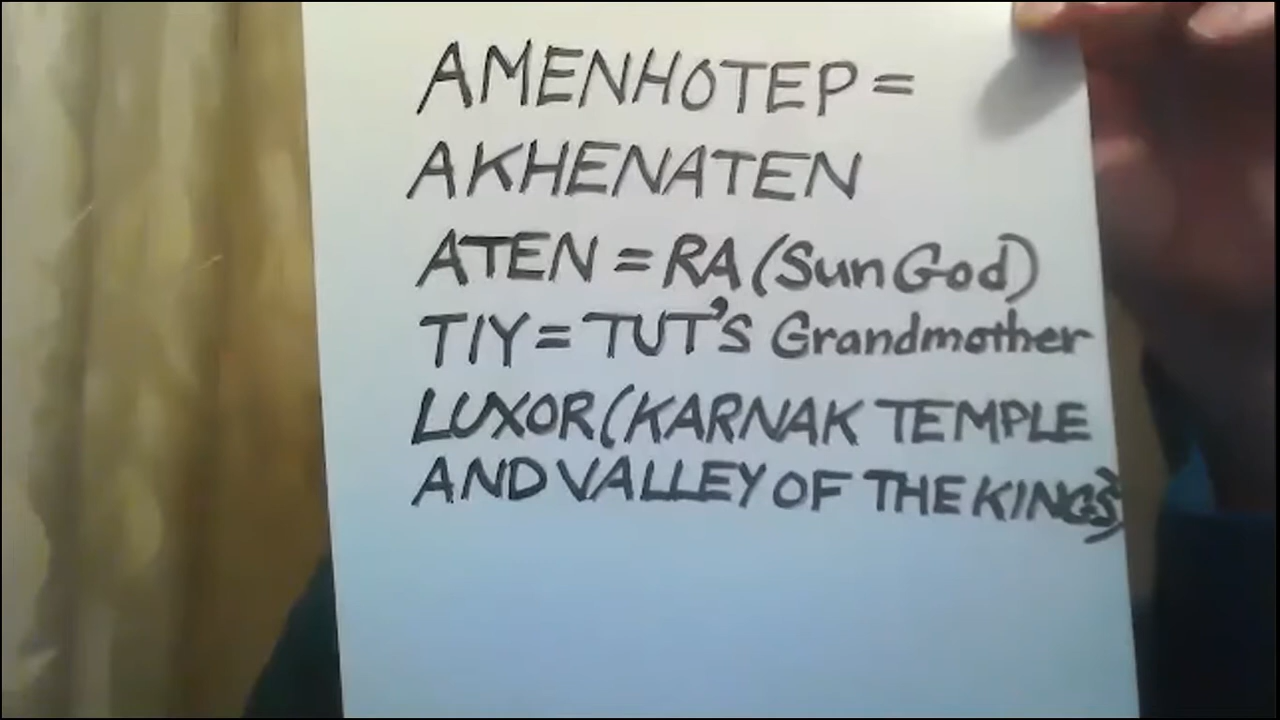 AMENHOTEP =
AKHENATEN
ATEN = RA (Sun God)
TIY = TUT'S Grandmother
LUXOR (KARNAK TEMPLE
AND VALLEY OF THE KINGS)